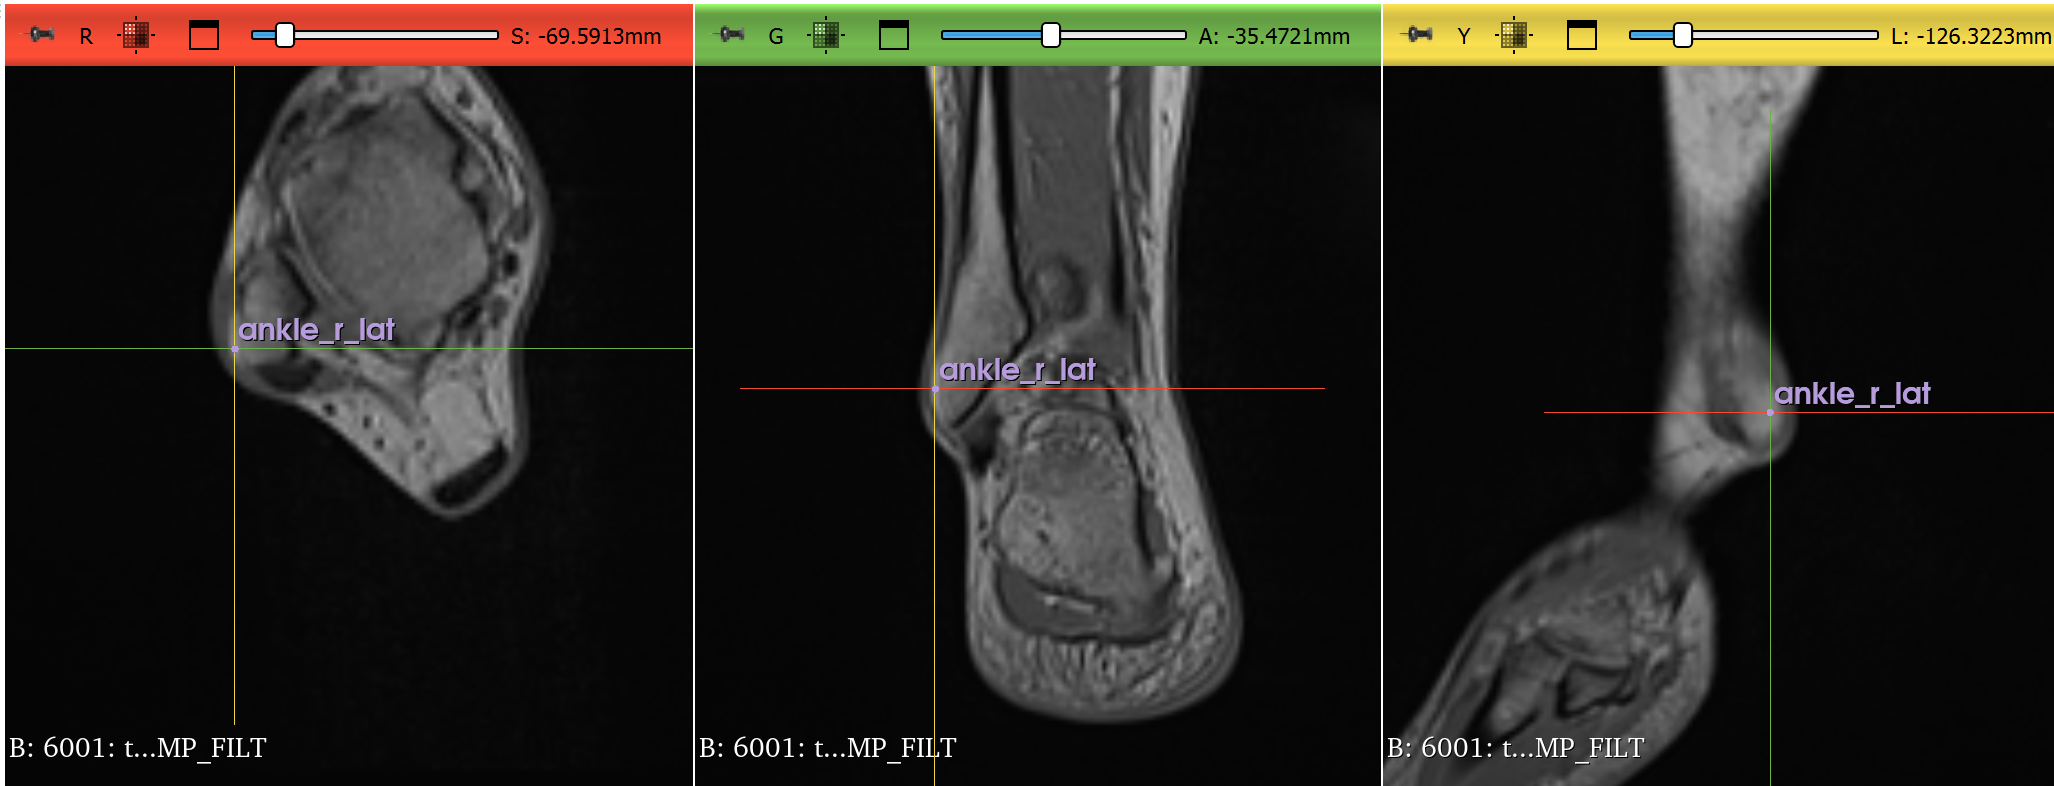 R S: -69.5913mm
G A: -35.4721mm
Y L: -126.3223mm
ankle_r_lat
ankle_r_lat
ankle_r_lat
B: 6001: t...MP_FILT
B: 6001: t...MP_FILT
B: 6001: t...MP_FILT